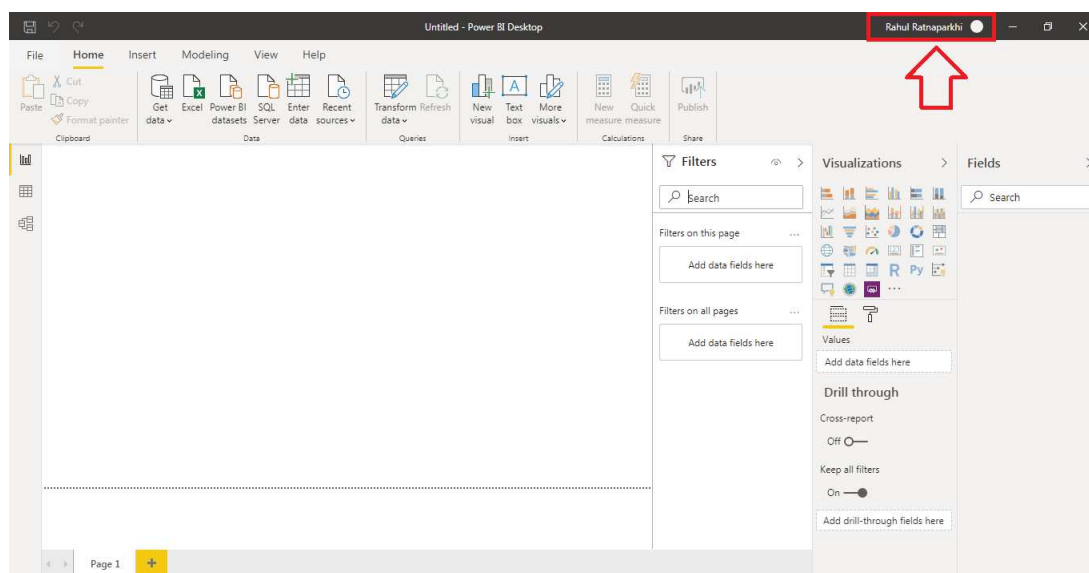 Untitled - Power BI Desktop
Rahul Ratnaparkhi
File Home Insert Modeling View Help
Paste
Cut
Copy
Format painter
Clipboard
Get data
Excel
Power BI datasets
SQL Server
Enter data
Recent sources
Data
Transform data
Refresh
Queries
New visual
Text box
More visuals
Insert
New measure
Quick measure
Calculations
Publish
Share
Filters
Search
Filters on this page
...
Add data fields here
Filters on all pages
...
Add data fields here
Visualizations
R Py
...
Values
Add data fields here
Drill through
Cross-report
Off
Keep all filters
On
Add drill-through fields here
Fields
Search
Page 1
+